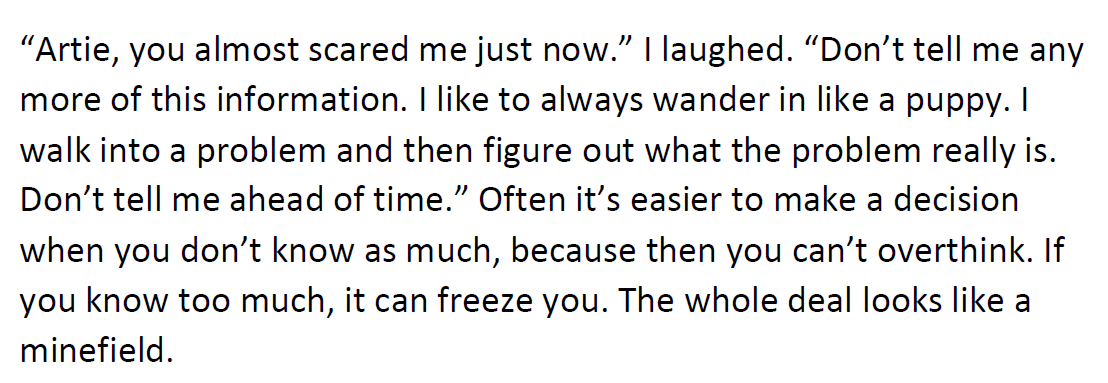 “Artie, you almost scared me just now.” I laughed. “Don’t tell me any
more of this information. I like to always wander in like a puppy. I
walk into a problem and then figure out what the problem really is.
Don’t tell me ahead of time.” Often it’s easier to make a decision
when you don’t know as much, because then you can’t overthink. If
you know too much, it can freeze you. The whole deal looks like a
minefield.